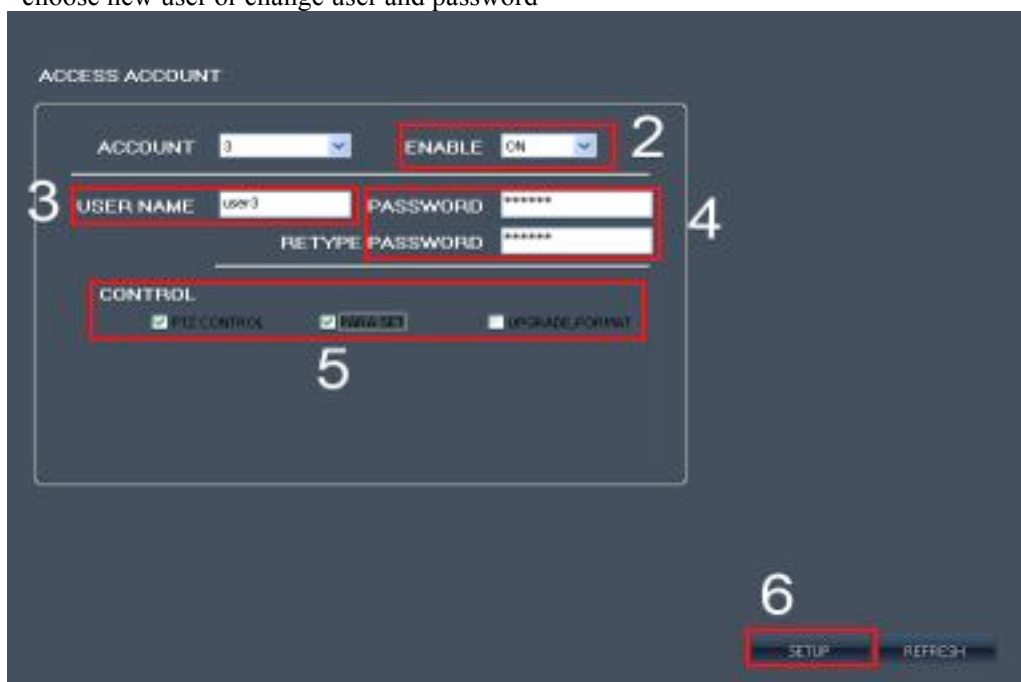 choose new user or change user and password
ACCESS ACCOUNT
ACCOUNT 3 ENABLE ON 2
3 USER NAME user3 PASSWORD ****** 4
RETYPE PASSWORD ******
CONTROL
PTZ CONTROL PARA SET UPGRADE,FORMAT
5
6
SETUP REFRESH